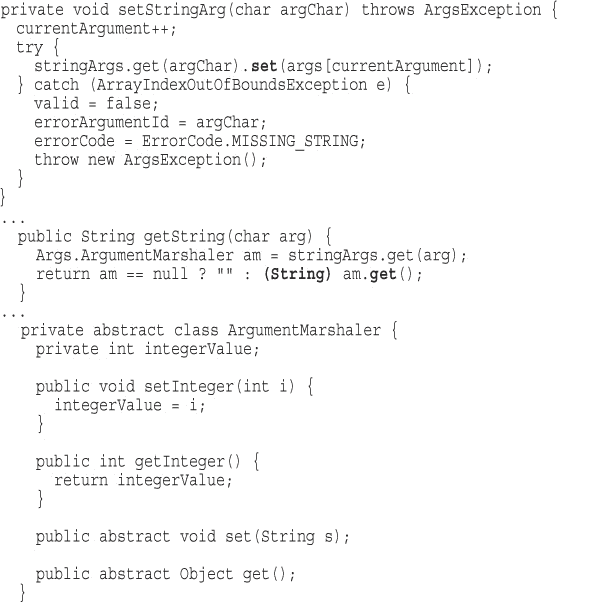 private void setStringArg(char argChar) throws ArgsException {
  currentArgument++;
  try {
    stringArgs.get(argChar).set(args[currentArgument]);
  } catch (ArrayIndexOutOfBoundsException e) {
    valid = false;
    errorArgumentId = argChar;
    errorCode = ErrorCode.MISSING_STRING;
    throw new ArgsException();
  }
}
...
  public String getString(char arg) {
    Args.ArgumentMarshaler am = stringArgs.get(arg);
    return am == null ? "" : (String) am.get();
  }
...
  private abstract class ArgumentMarshaler {
    private int integerValue;

    public void setInteger(int i) {
      integerValue = i;
    }

    public int getInteger() {
      return integerValue;
    }

    public abstract void set(String s);

    public abstract Object get();
  }